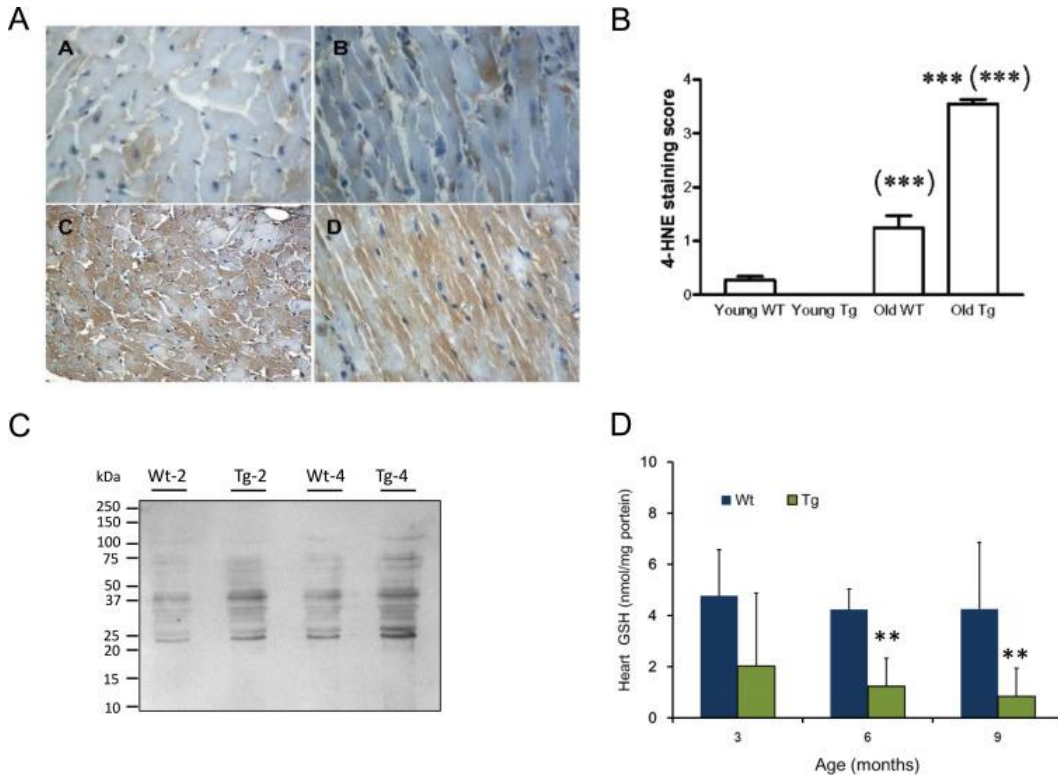 A
A
B
C
D
B
4-HNE staining score
4
3
2
1
0
(***)
*** (***)
Young WT Young Tg Old WT Old Tg
C
kDa
Wt-2 Tg-2 Wt-4 Tg-4
250
150
100
75
50
37
25
20
15
10
D
Heart GSH (nmol/mg portein)
10
8
6
4
2
0
Wt Tg
**
**
3 6 9
Age (months)